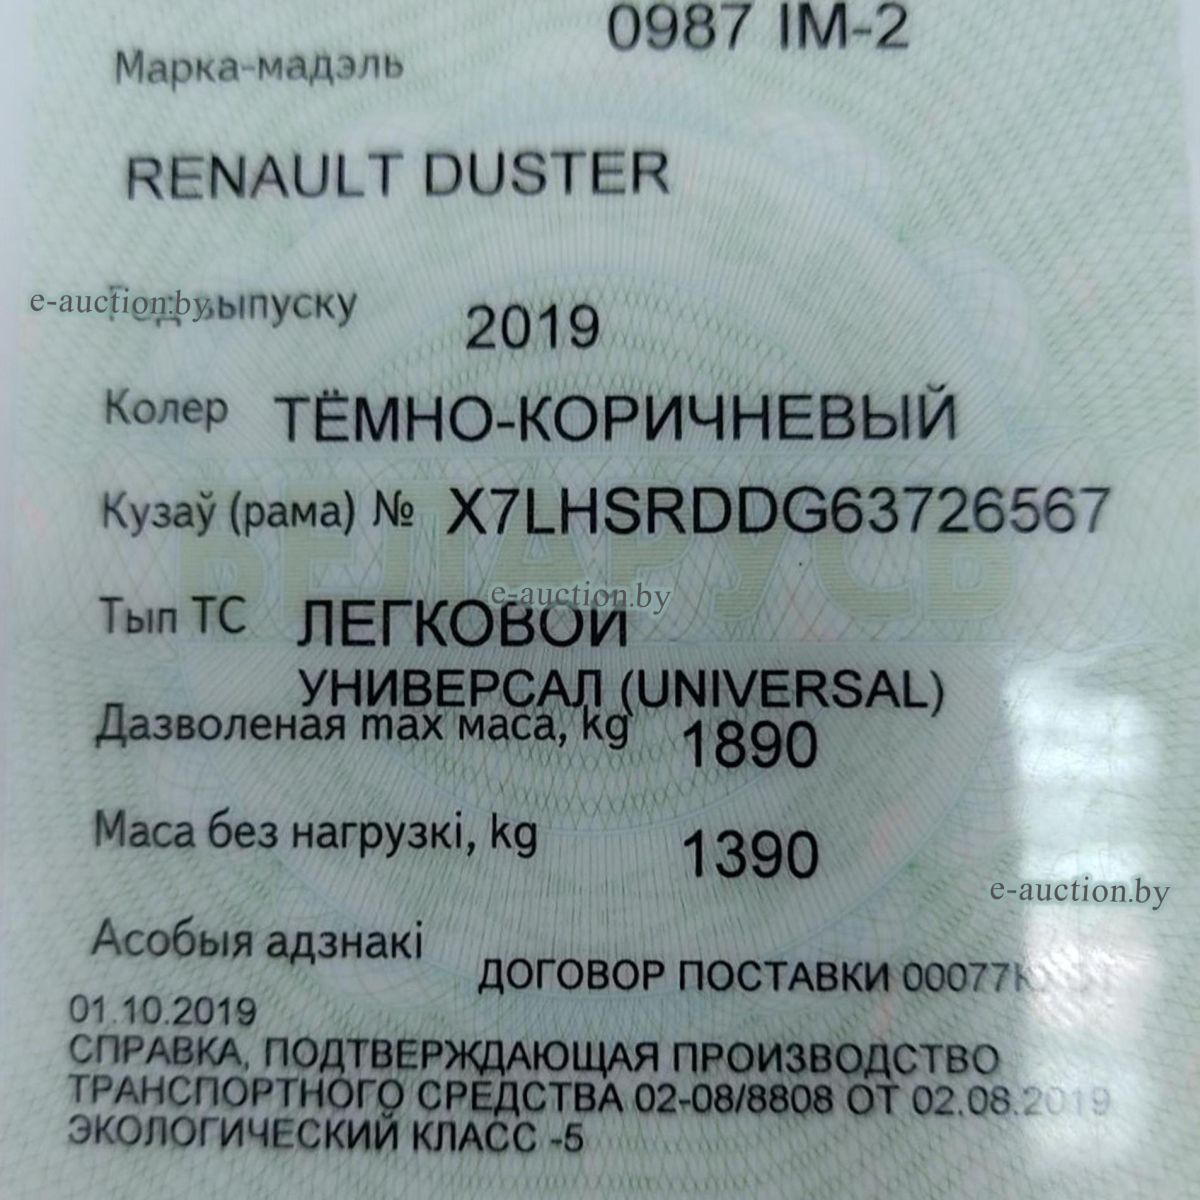 0987 IM-2
Марка-мадэль
RENAULT DUSTER
e-auction.by
Год выпуску 2019
Колер ТЁМНО-КОРИЧНЕВЫЙ
Кузаў (рама) № X7LHSRDDG63726567
БЕЛАРУСЬ
e-auction.by
Тып ТС ЛЕГКОВОЙ
УНИВЕРСАЛ (UNIVERSAL)
Дазволеная max маса, kg 1890
Маса без нагрузкі, kg 1390
e-auction.by
Асобыя адзнакі
ДОГОВОР ПОСТАВКИ
01.10.2019
СПРАВКА, ПОДТВЕРЖДАЮЩАЯ ПРОИЗВОДСТВО
ТРАНСПОРТНОГО СРЕДСТВА 02-08/8808 ОТ 02.08.2019
ЭКОЛОГИЧЕСКИЙ КЛАСС -5